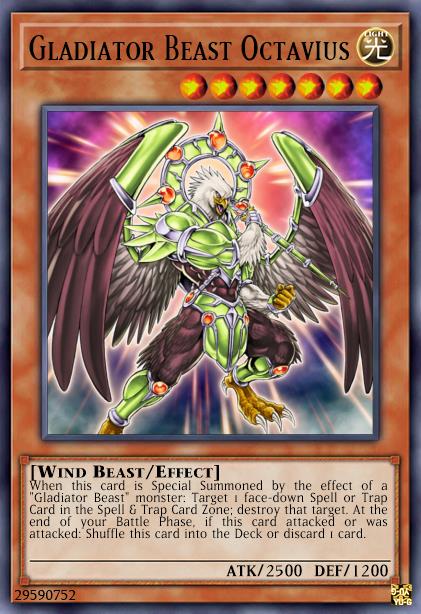 GLADIATOR BEAST OCTAVIUS
LIGHT
光
[WIND BEAST/EFFECT]
When this card is Special Summoned by the effect of a
"Gladiator Beast" monster: Target 1 face-down Spell or Trap
Card in the Spell & Trap Card Zone; destroy that target. At the
end of your Battle Phase, if this card attacked or was
attacked: Shuffle this card into the Deck or discard 1 card.
ATK/2500 DEF/1200
29590752